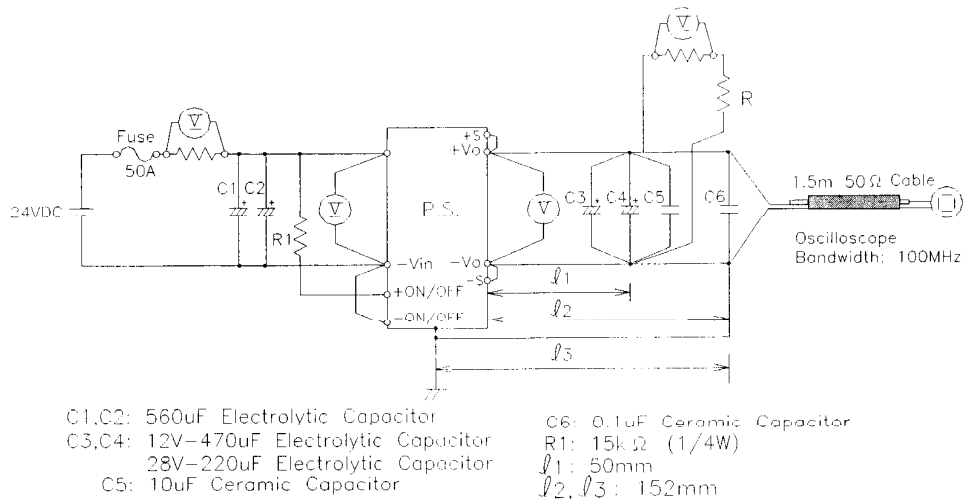 V
V
R
Fuse
50A
+S
+Vo
C1
C2
24VDC
R1
V
P.S.
V
C3
C4
C5
C6
1.5m 50Ω Cable
Oscilloscope
Bandwidth: 100MHz
-Vin
-Vo
-S
+ON/OFF
-ON/OFF
ℓ1
ℓ2
ℓ3
C1,C2: 560uF Electrolytic Capacitor
C3,C4: 12V-470uF Electrolytic Capacitor
28V-220uF Electrolytic Capacitor
C5: 10uF Ceramic Capacitor
C6: 0.1uF Ceramic Capacitor
R1: 15kΩ (1/4W)
ℓ1: 50mm
ℓ2,ℓ3: 152mm